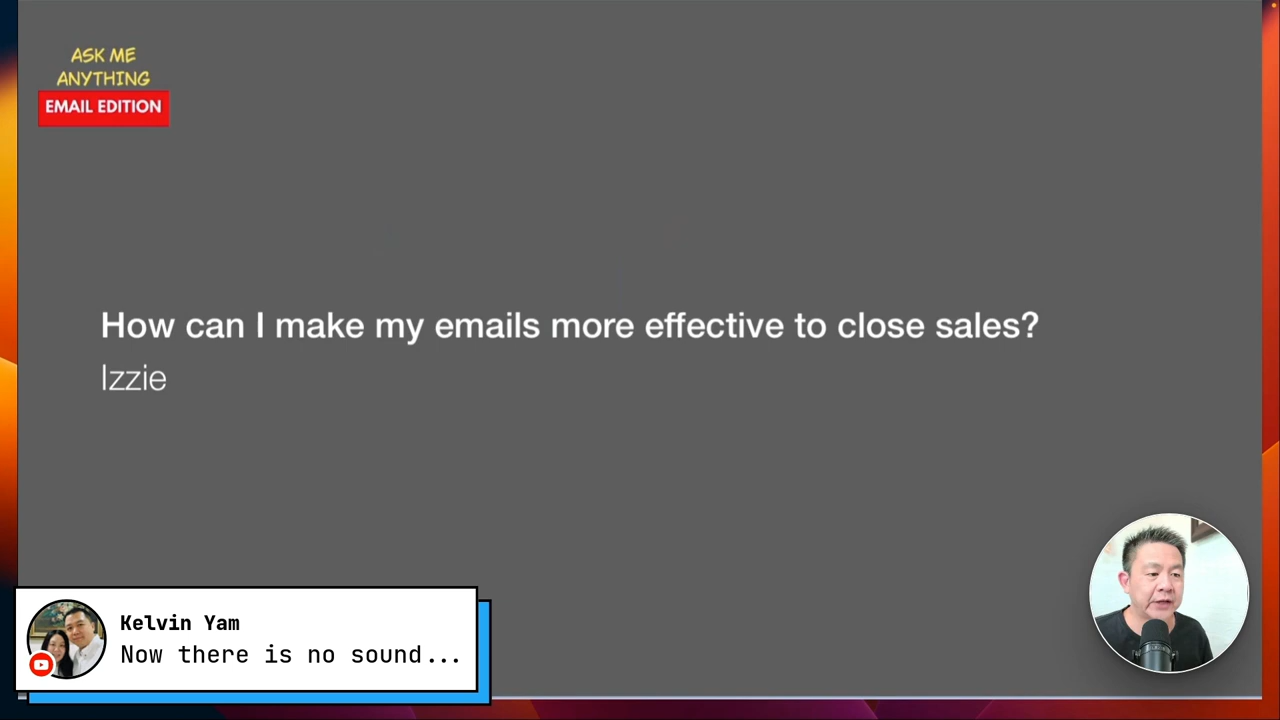 ASK ME
ANYTHING
EMAIL EDITION
How can I make my emails more effective to close sales?
Izzie
Kelvin Yam
Now there is no sound...